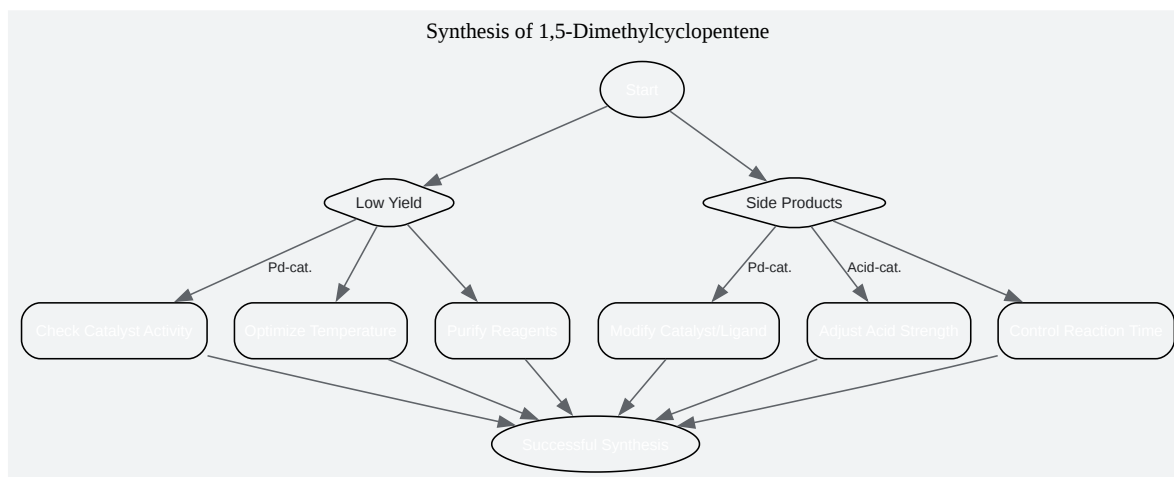 Synthesis of 1,5-Dimethylcyclopentene
Start
Low Yield
Side Products
Pd-cat.
Pd-cat.
Acid-cat.
Check Catalyst Activity
Optimize Temperature
Purify Reagents
Modify Catalyst/Ligand
Adjust Acid Strength
Control Reaction Time
Successful Synthesis